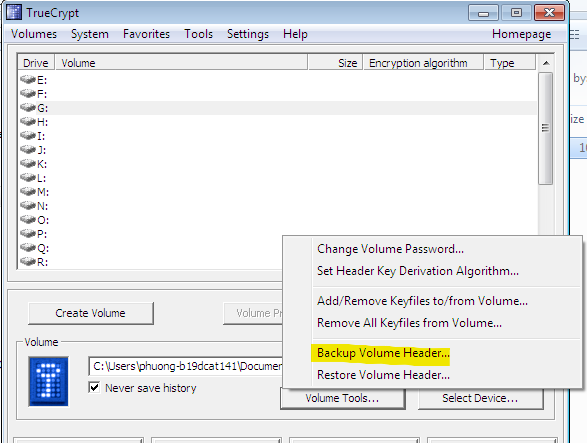 TrueCrypt
Volumes System Favorites Tools Settings Help Homepage
Drive Volume Size Encryption algorithm Type
E:
F:
G:
H:
I:
J:
K:
L:
M:
N:
O:
P:
Q:
R:
Change Volume Password...
Set Header Key Derivation Algorithm...
Add/Remove Keyfiles to/from Volume...
Remove All Keyfiles from Volume...
Backup Volume Header...
Restore Volume Header...
Create Volume Volume Pr
Volume
C:\Users\phuong-b19dcat141\Documen
Never save history
Volume Tools... Select Device...
by
ize
10